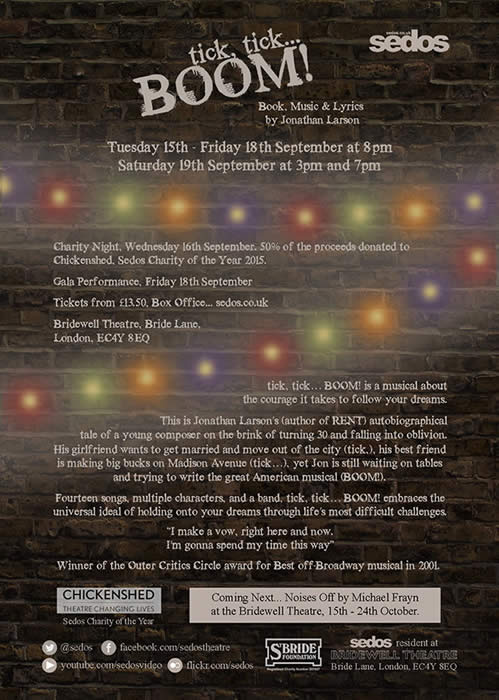 tick, tick...
BOOM!
sedos.co.uk
sedos
Book, Music & Lyrics
by Jonathan Larson
Tuesday 15th - Friday 18th September at 8pm
Saturday 19th September at 3pm and 7pm
Charity Night, Wednesday 16th September. 50% of the proceeds donated to
Chickenshed, Sedos Charity of the Year 2015.
Gala Performance, Friday 18th September
Tickets from £13.50, Box Office... sedos.co.uk
Bridewell Theatre, Bride Lane,
London, EC4Y 8EQ
tick, tick... BOOM! is a musical about
the courage it takes to follow your dreams.
This is Jonathan Larson's (author of RENT) autobiographical
tale of a young composer on the brink of turning 30 and falling into oblivion.
His girlfriend wants to get married and move out of the city (tick,), his best friend
is making big bucks on Madison Avenue (tick...), yet Jon is still waiting on tables
and trying to write the great American musical (BOOM!).
Fourteen songs, multiple characters, and a band, tick, tick... BOOM! embraces the
universal ideal of holding onto your dreams through life's most difficult challenges.
"I make a vow, right here and now,
I'm gonna spend my time this way"
Winner of the Outer Critics Circle award for Best off-Broadway musical in 2001.
CHICKENSHED
THEATRE CHANGING LIVES
Sedos Charity of the Year
Coming Next... Noises Off by Michael Frayn
at the Bridewell Theatre, 15th - 24th October.
@sedos
facebook.com/sedostheatre
youtube.com/sedosvideo
flickr.com/sedos
ST BRIDE
FOUNDATION
sedos resident at
BRIDEWELL THEATRE
Bride Lane, London, EC4Y 8EQ